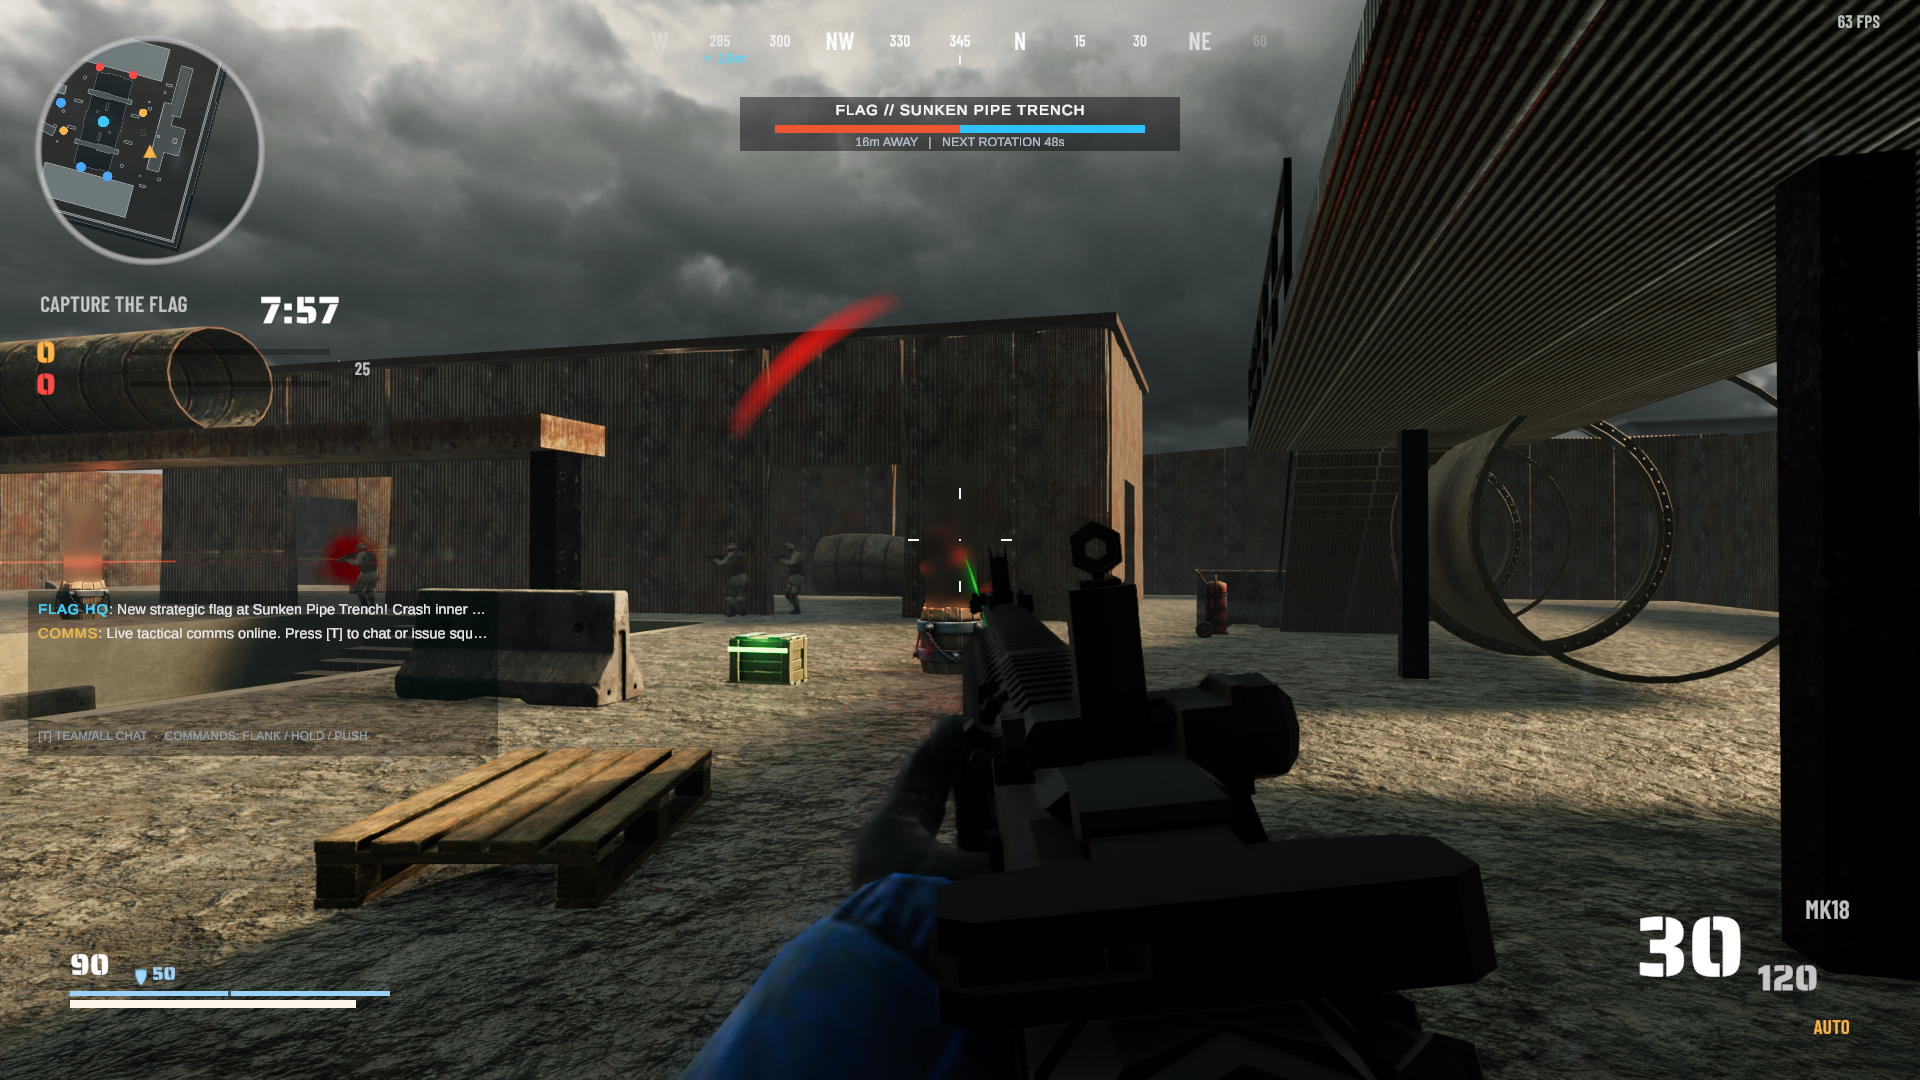 63 FPS
W 285 300 NW 330 345 N 15 30 NE 60
FLAG // SUNKEN PIPE TRENCH
16m AWAY | NEXT ROTATION 48s
CAPTURE THE FLAG 7:57
0
25
0
FLAG HQ: New strategic flag at Sunken Pipe Trench! Crash inner ...
COMMS: Live tactical comms online. Press [T] to chat or issue squ...
[T] TEAM/ALL CHAT · COMMANDS: FLANK / HOLD / PUSH
90 50
MK18
30 120
AUTO